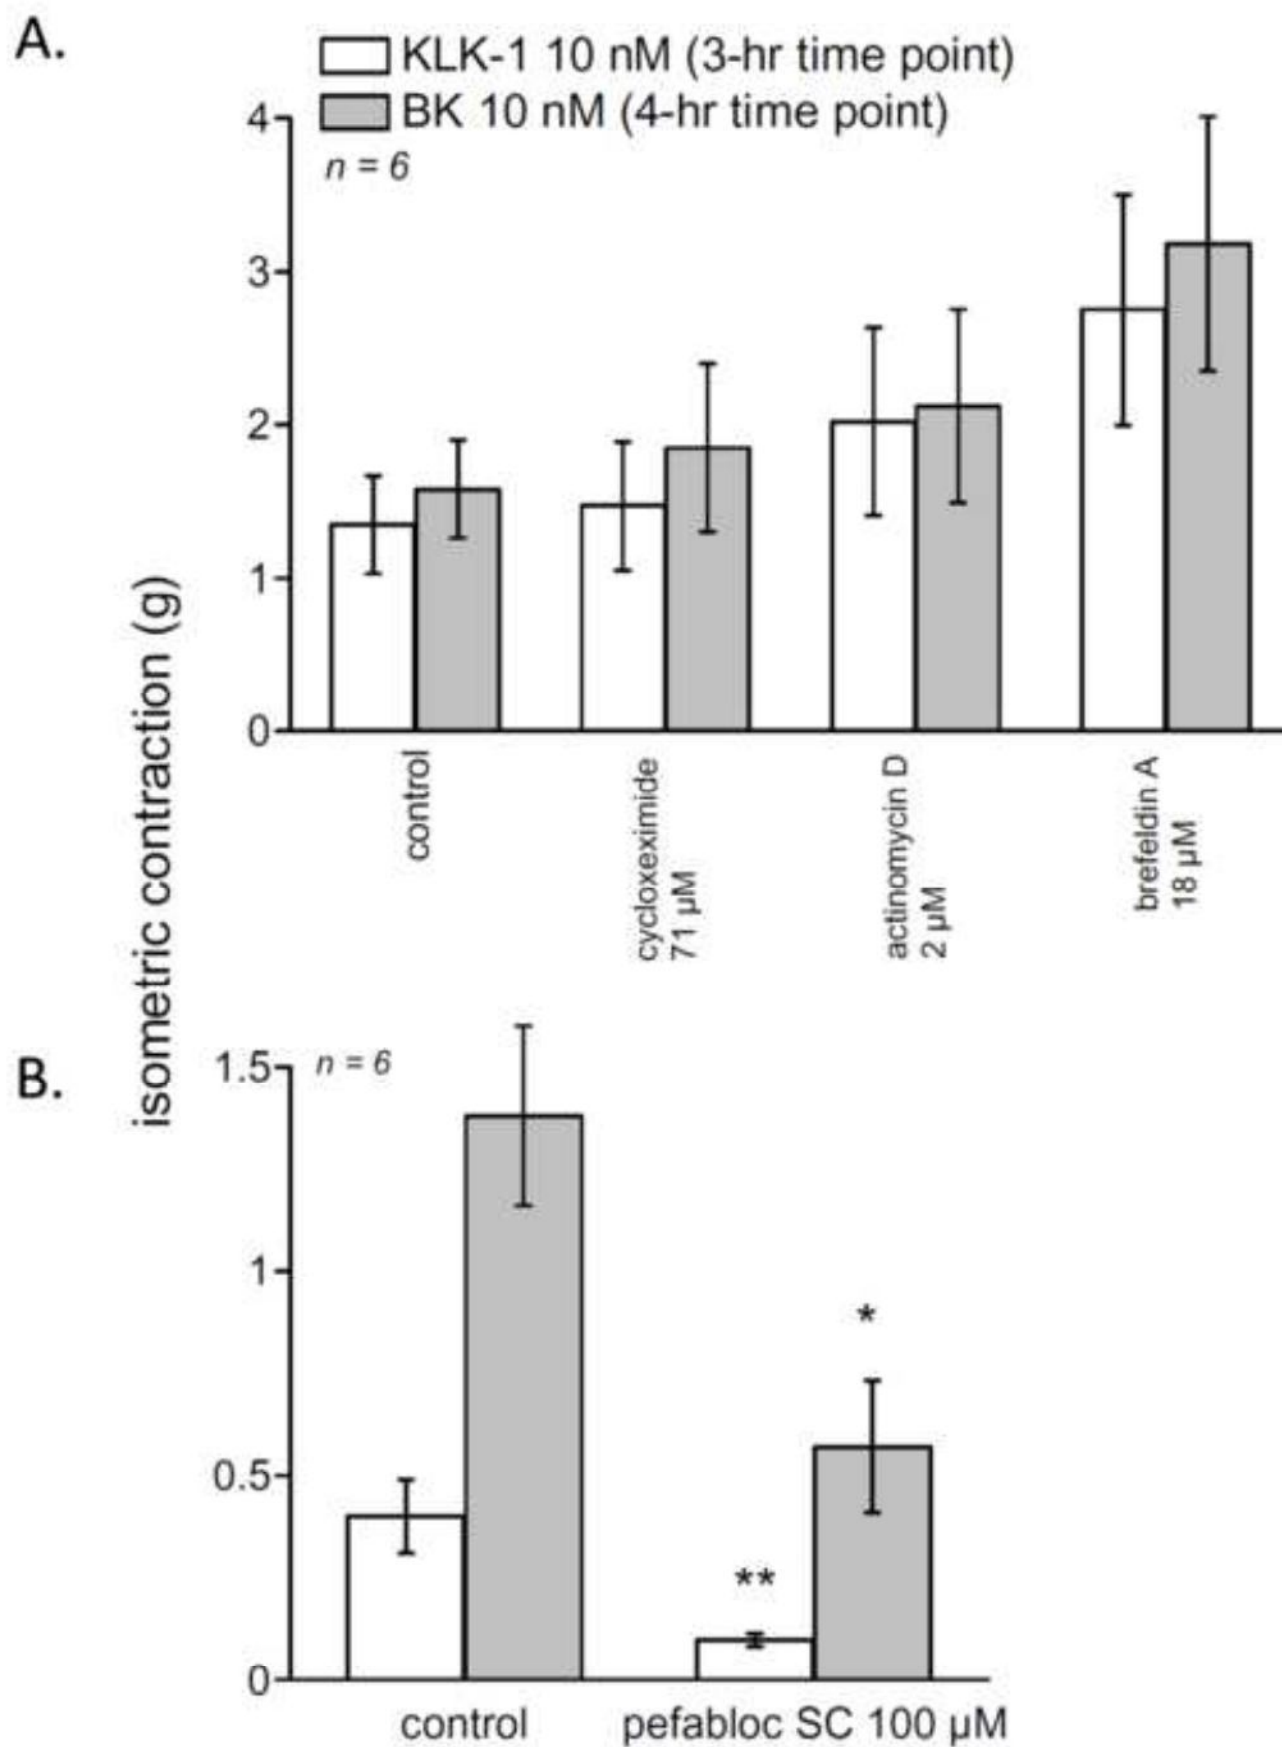 A.
KLK-1 10 nM (3-hr time point)
BK 10 nM (4-hr time point)
n = 6
4
3
2
1
0
control
cycloxeximide
71 µM
actinomycin D
2 µM
brefeldin A
18 µM
isometric contraction (g)
B.
n = 6
1.5
1
0.5
0
*
**
control
pefabloc SC 100 µM